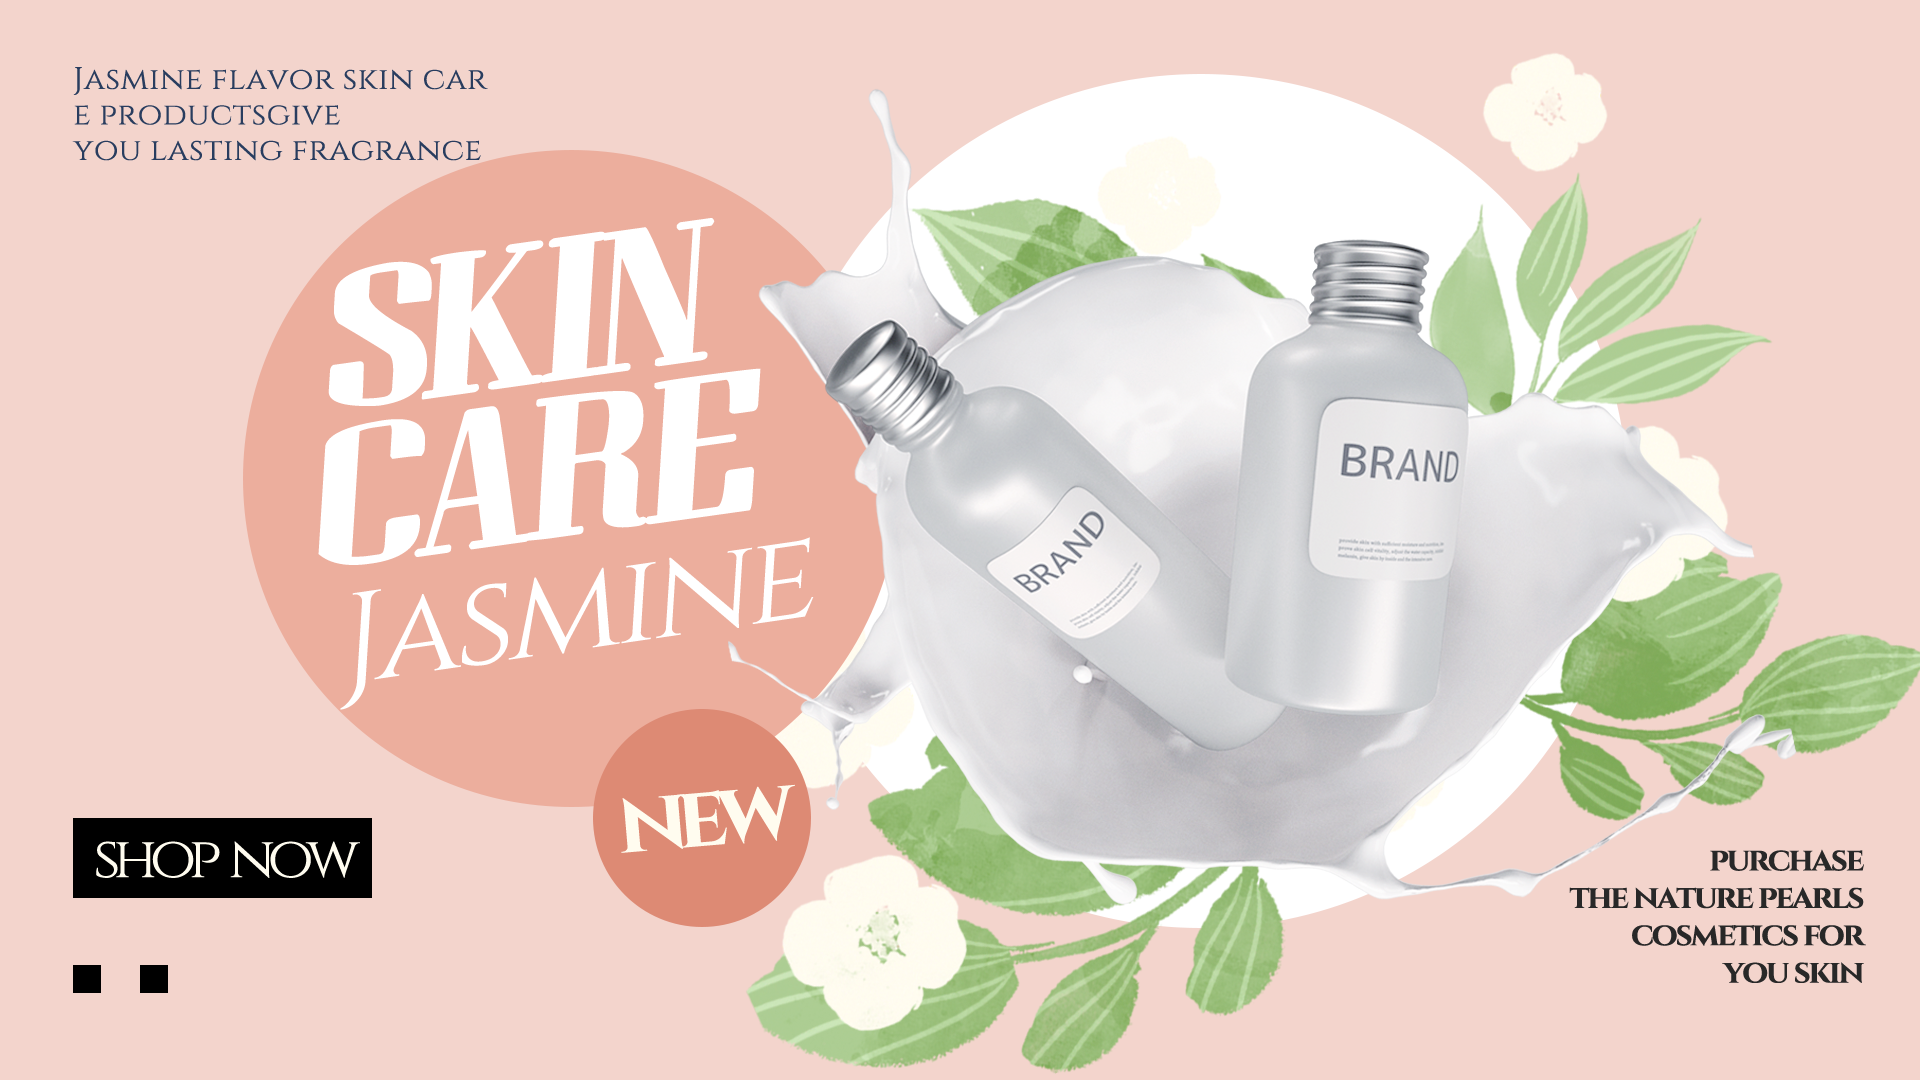 Jasmine flavor skin car
e productsgive
you lasting fragrance
SKIN
CARE
JASMINE
NEW
SHOP NOW
BRAND
BRAND
PURCHASE
THE NATURE PEARLS
COSMETICS FOR
YOU SKIN